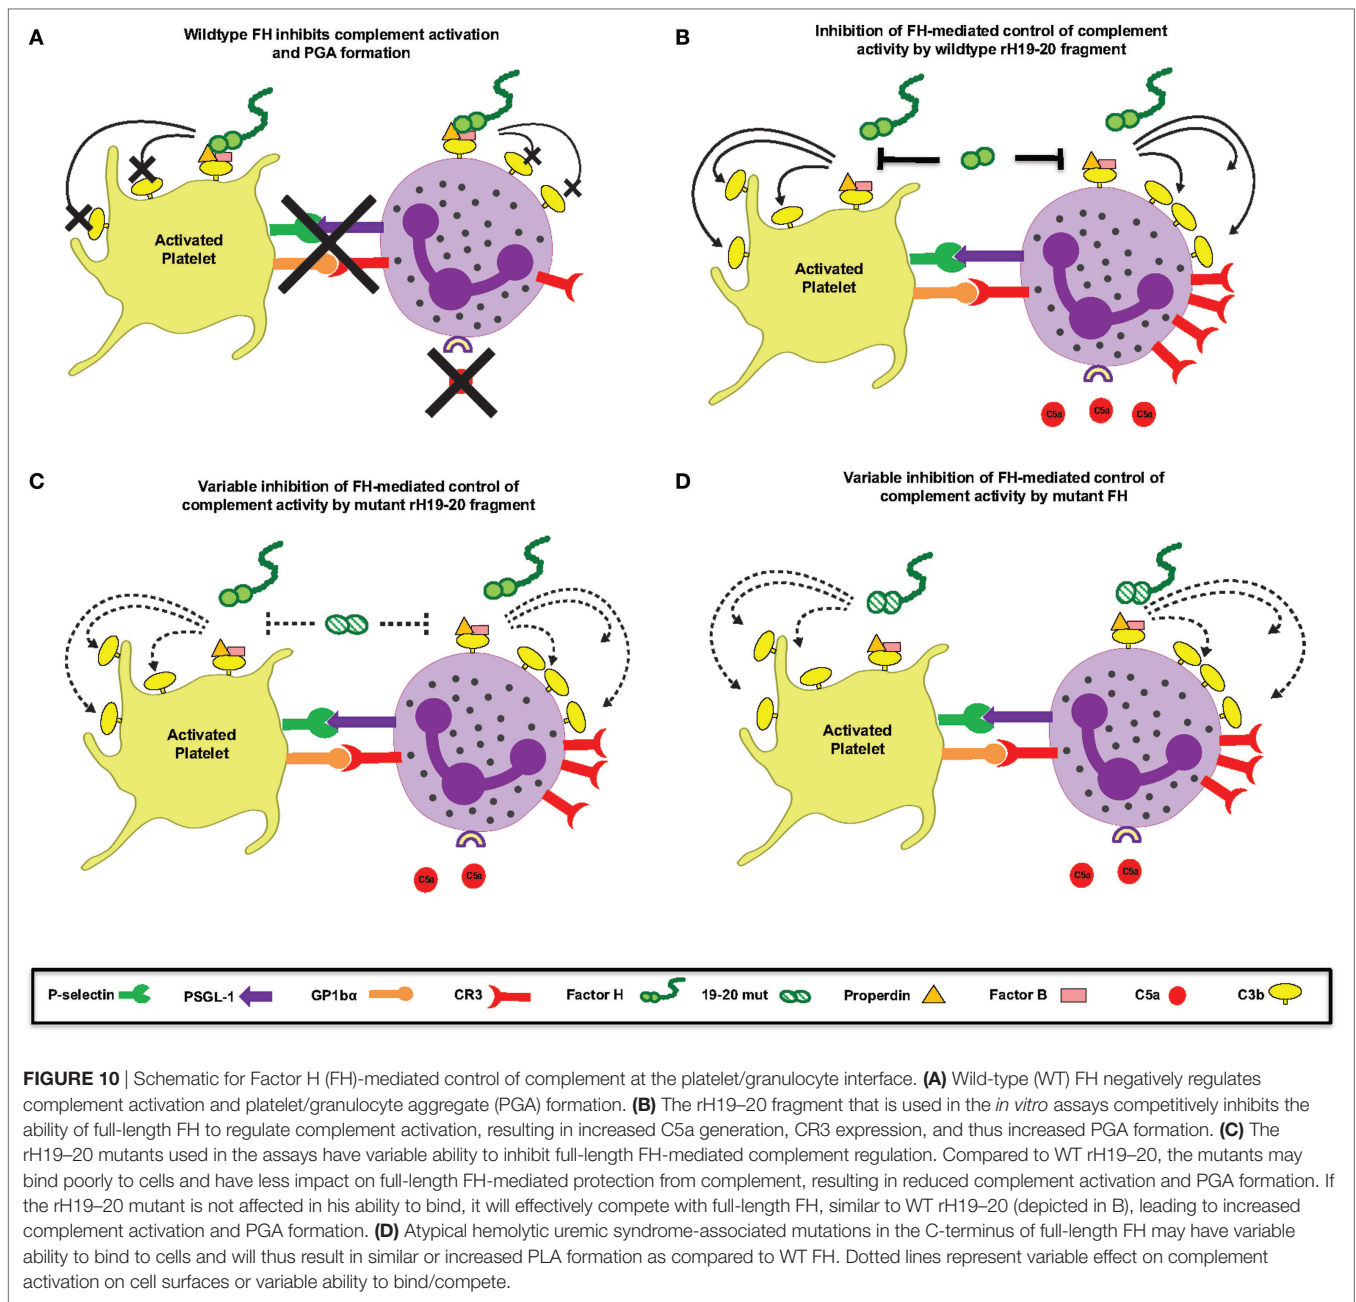 A
Wildtype FH inhibits complement activation
and PGA formation
Activated
Platelet
B
Inhibition of FH-mediated control of complement
activity by wildtype rH19-20 fragment
Activated
Platelet
C5a
C5a
C5a
C
Variable inhibition of FH-mediated control of
complement activity by mutant rH19-20 fragment
Activated
Platelet
C5a
C5a
D
Variable inhibition of FH-mediated control of
complement activity by mutant FH
Activated
Platelet
C5a
C5a
P-selectin PSGL-1 GP1bα CR3 Factor H 19-20 mut Properdin Factor B C5a C3b
FIGURE 10 | Schematic for Factor H (FH)-mediated control of complement at the platelet/granulocyte interface. (A) Wild-type (WT) FH negatively regulates
complement activation and platelet/granulocyte aggregate (PGA) formation. (B) The rH19–20 fragment that is used in the in vitro assays competitively inhibits the
ability of full-length FH to regulate complement activation, resulting in increased C5a generation, CR3 expression, and thus increased PGA formation. (C) The
rH19–20 mutants used in the assays have variable ability to inhibit full-length FH-mediated complement regulation. Compared to WT rH19–20, the mutants may
bind poorly to cells and have less impact on full-length FH-mediated protection from complement, resulting in reduced complement activation and PGA formation. If
the rH19–20 mutant is not affected in his ability to bind, it will effectively compete with full-length FH, similar to WT rH19–20 (depicted in B), leading to increased
complement activation and PGA formation. (D) Atypical hemolytic uremic syndrome-associated mutations in the C-terminus of full-length FH may have variable
ability to bind to cells and will thus result in similar or increased PLA formation as compared to WT FH. Dotted lines represent variable effect on complement
activation on cell surfaces or variable ability to bind/compete.